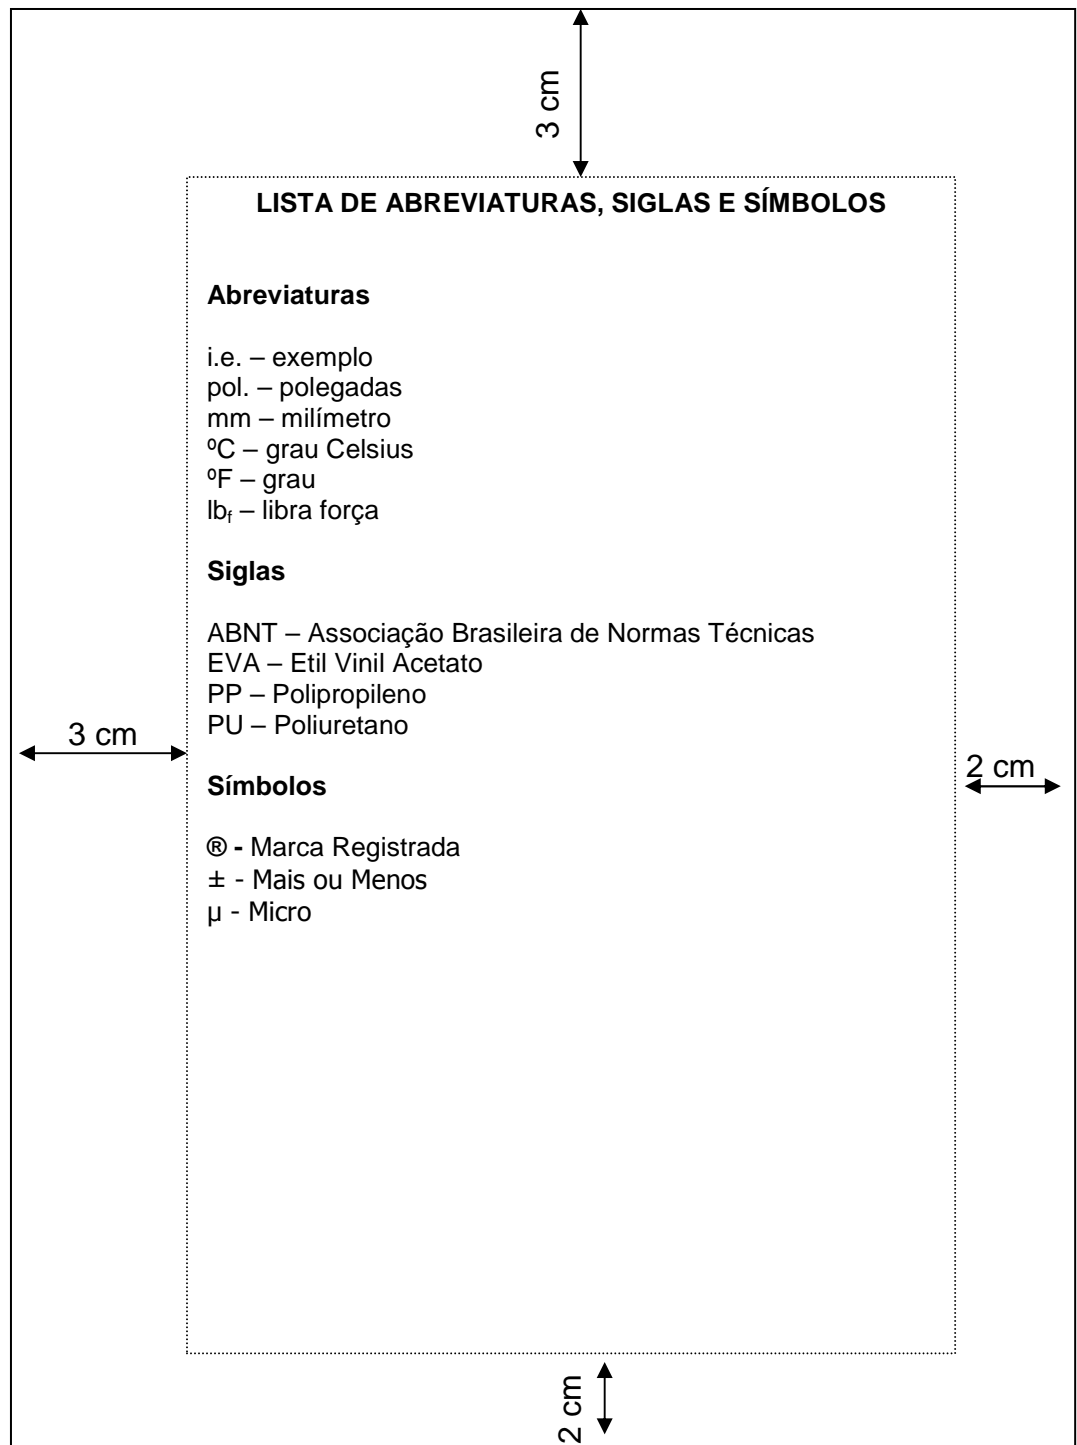 3 cm
LISTA DE ABREVIATURAS, SIGLAS E SÍMBOLOS
Abreviaturas
i.e. – exemplo
pol. – polegadas
mm – milímetro
ºC – grau Celsius
ºF – grau
lbf – libra força
Siglas
ABNT – Associação Brasileira de Normas Técnicas
EVA – Etil Vinil Acetato
PP – Polipropileno
PU – Poliuretano
3 cm
2 cm
Símbolos
® - Marca Registrada
± - Mais ou Menos
µ - Micro
2 cm